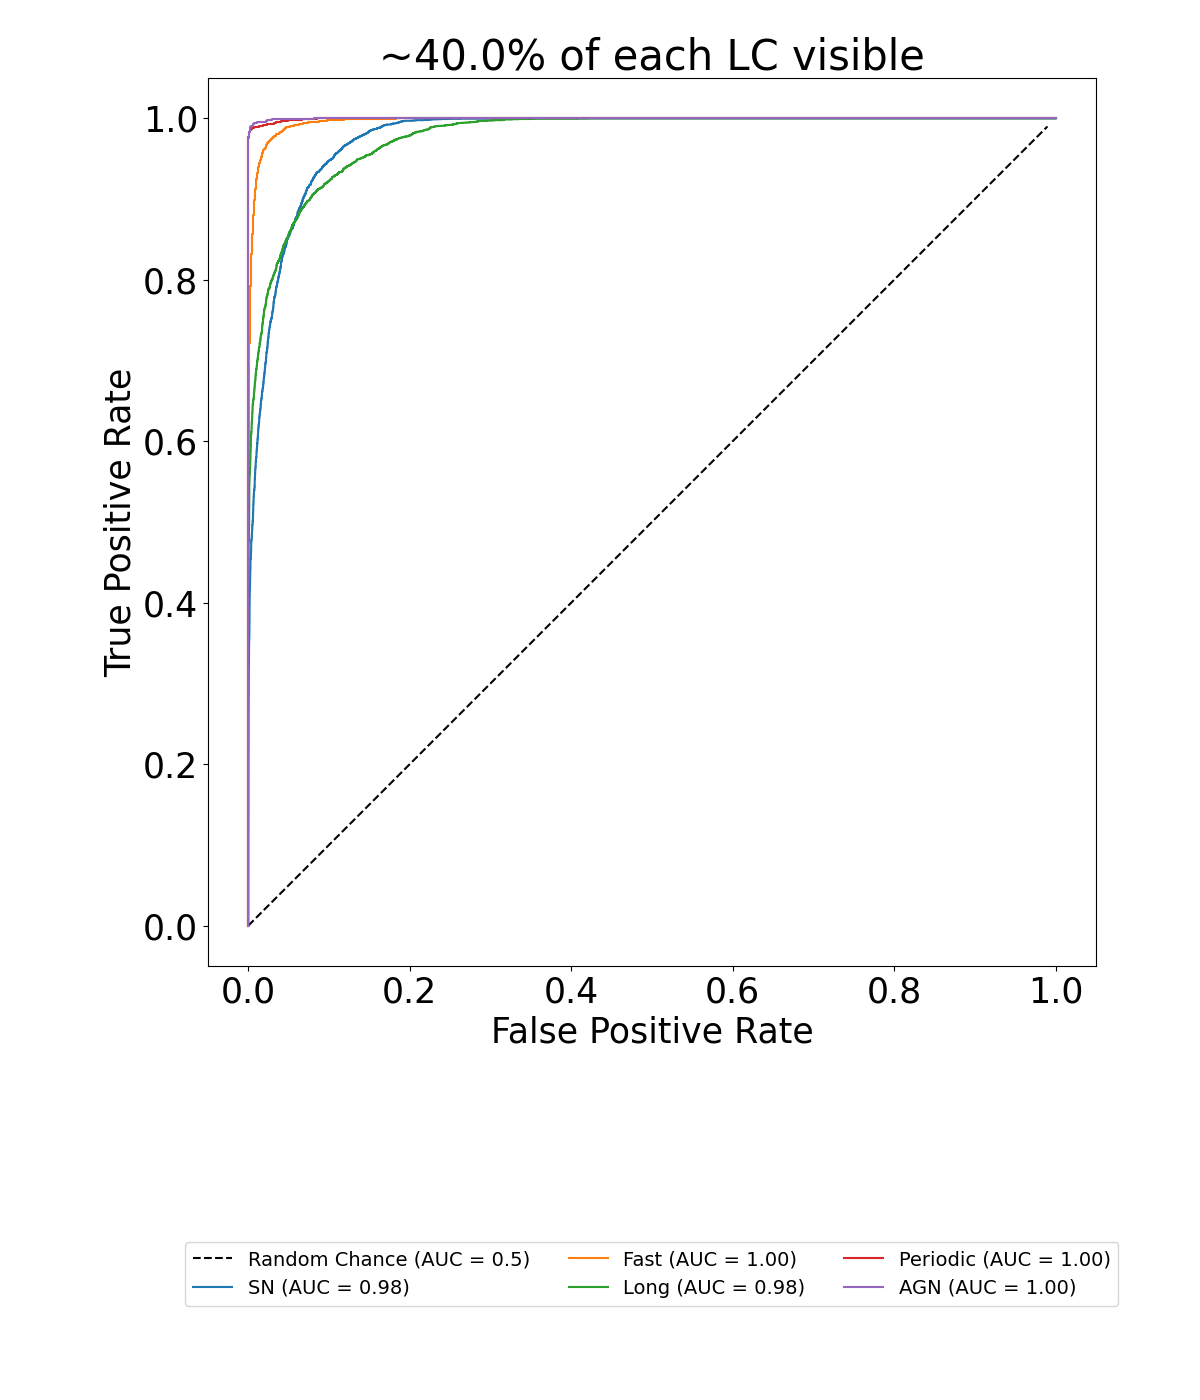 ~40.0% of each LC visible
1.0
0.8
0.6
0.4
0.2
0.0
True Positive Rate
0.0 0.2 0.4 0.6 0.8 1.0
False Positive Rate
Random Chance (AUC = 0.5) Fast (AUC = 1.00) Periodic (AUC = 1.00)
SN (AUC = 0.98) Long (AUC = 0.98) AGN (AUC = 1.00)